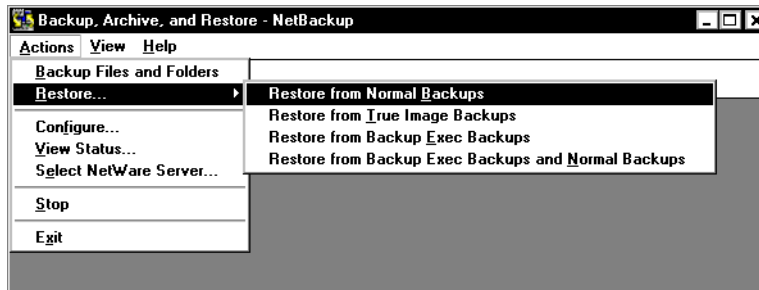 Backup, Archive, and Restore - NetBackup
Actions View Help
Backup Files and Folders
Restore...
Restore from Normal Backups
Restore from True Image Backups
Restore from Backup Exec Backups
Restore from Backup Exec Backups and Normal Backups
Configure...
View Status...
Select NetWare Server...
Stop
Exit